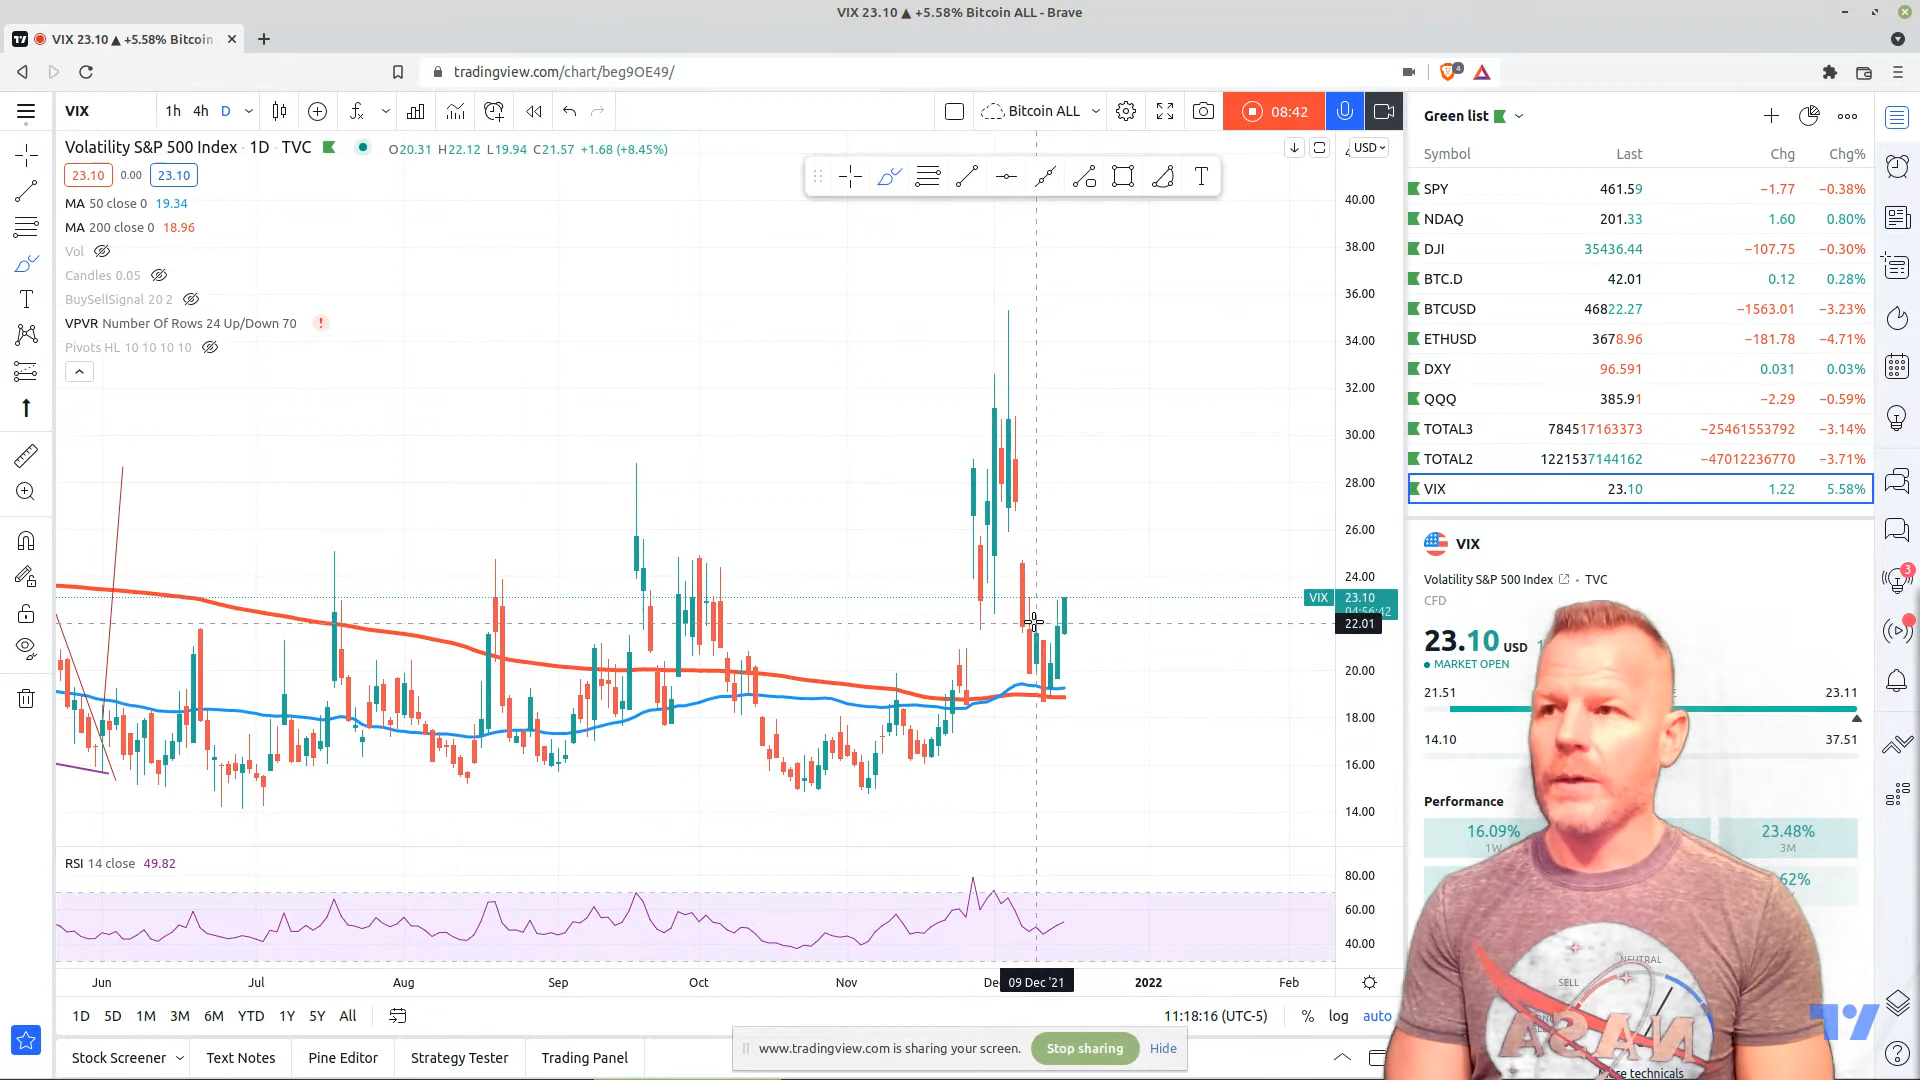 VIX 23.10 ▲ +5.58% Bitcoin ALL - Brave
VIX 23.10 ▲ +5.58% Bitcoin
tradingview.com/chart/beg9OE49/
4
VIX 1h 4h D Bitcoin ALL 08:42
Volatility S&P 500 Index · 1D · TVC O20.31 H22.12 L19.94 C21.57 +1.68 (+8.45%)
23.10 0.00 23.10
MA 50 close 0 19.34
MA 200 close 0 18.96
Vol
Candles 0.05
BuySellSignal 20 2
VPVR Number Of Rows 24 Up/Down 70 !
Pivots HL 10 10 10 10
USD
40.00
38.00
36.00
34.00
32.00
30.00
28.00
26.00
24.00
VIX 23.10
04:56:42
22.01
20.00
18.00
16.00
14.00
RSI 14 close 49.82
80.00
60.00
40.00
Jun Jul Aug Sep Oct Nov De 09 Dec '21 2022 Feb
1D 5D 1M 3M 6M YTD 1Y 5Y All 11:18:16 (UTC-5) % log auto
Stock Screener Text Notes Pine Editor Strategy Tester Trading Panel
www.tradingview.com is sharing your screen. Stop sharing Hide
Green list
Symbol Last Chg Chg%
SPY 461.59 −1.77 −0.38%
NDAQ 201.33 1.60 0.80%
DJI 35436.44 −107.75 −0.30%
BTC.D 42.01 0.12 0.28%
BTCUSD 46822.27 −1563.01 −3.23%
ETHUSD 3678.96 −181.78 −4.71%
DXY 96.591 0.031 0.03%
QQQ 385.91 −2.29 −0.59%
TOTAL3 784517163373 −25461553792 −3.14%
TOTAL2 1221537144162 −47012236770 −3.71%
VIX 23.10 1.22 5.58%
VIX
Volatility S&P 500 Index · TVC
CFD
3
23.10 USD
MARKET OPEN
21.51 23.11
14.10 37.51
Performance
16.09% 23.48%
1W 3M
62%
NEUTRAL
SELL
NASA
technicals